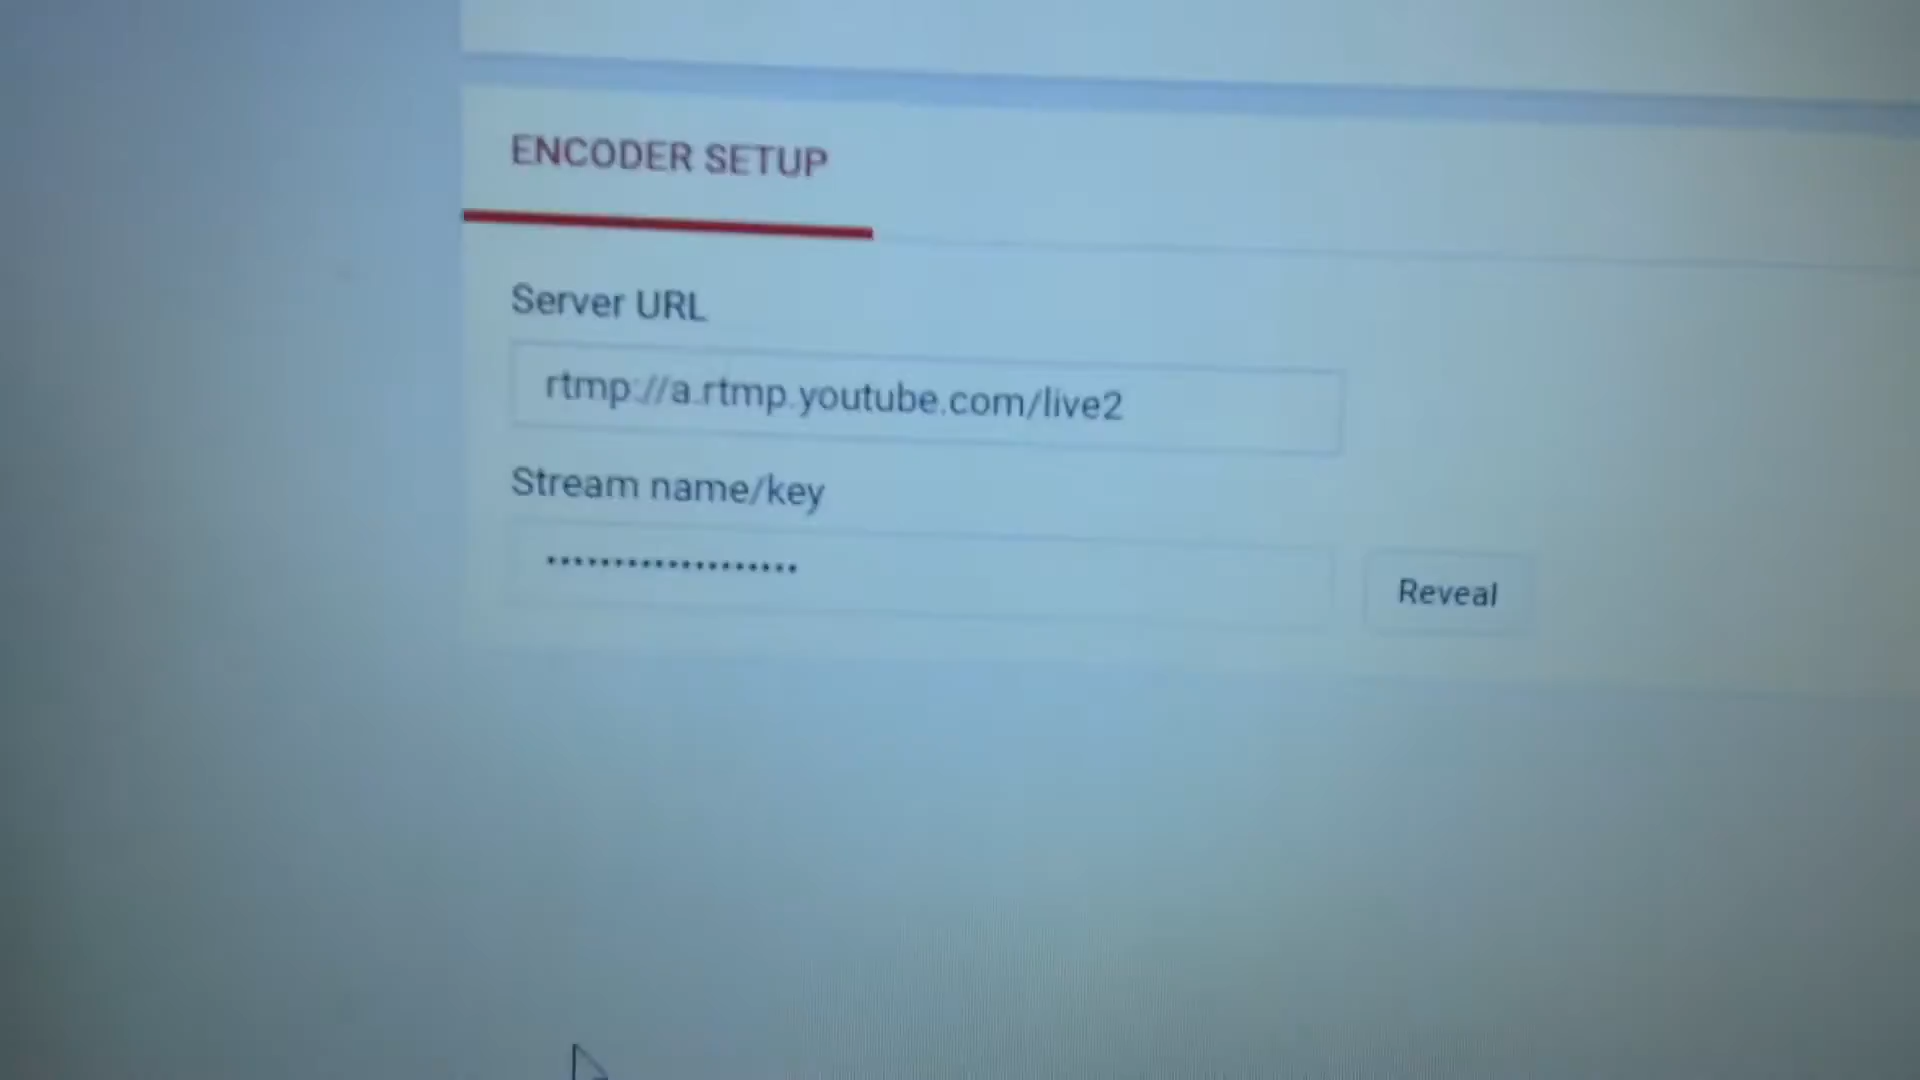 ENCODER SETUP
Server URL
rtmp://a.rtmp.youtube.com/live2
Stream name/key
•••••••••••••••••••
Reveal